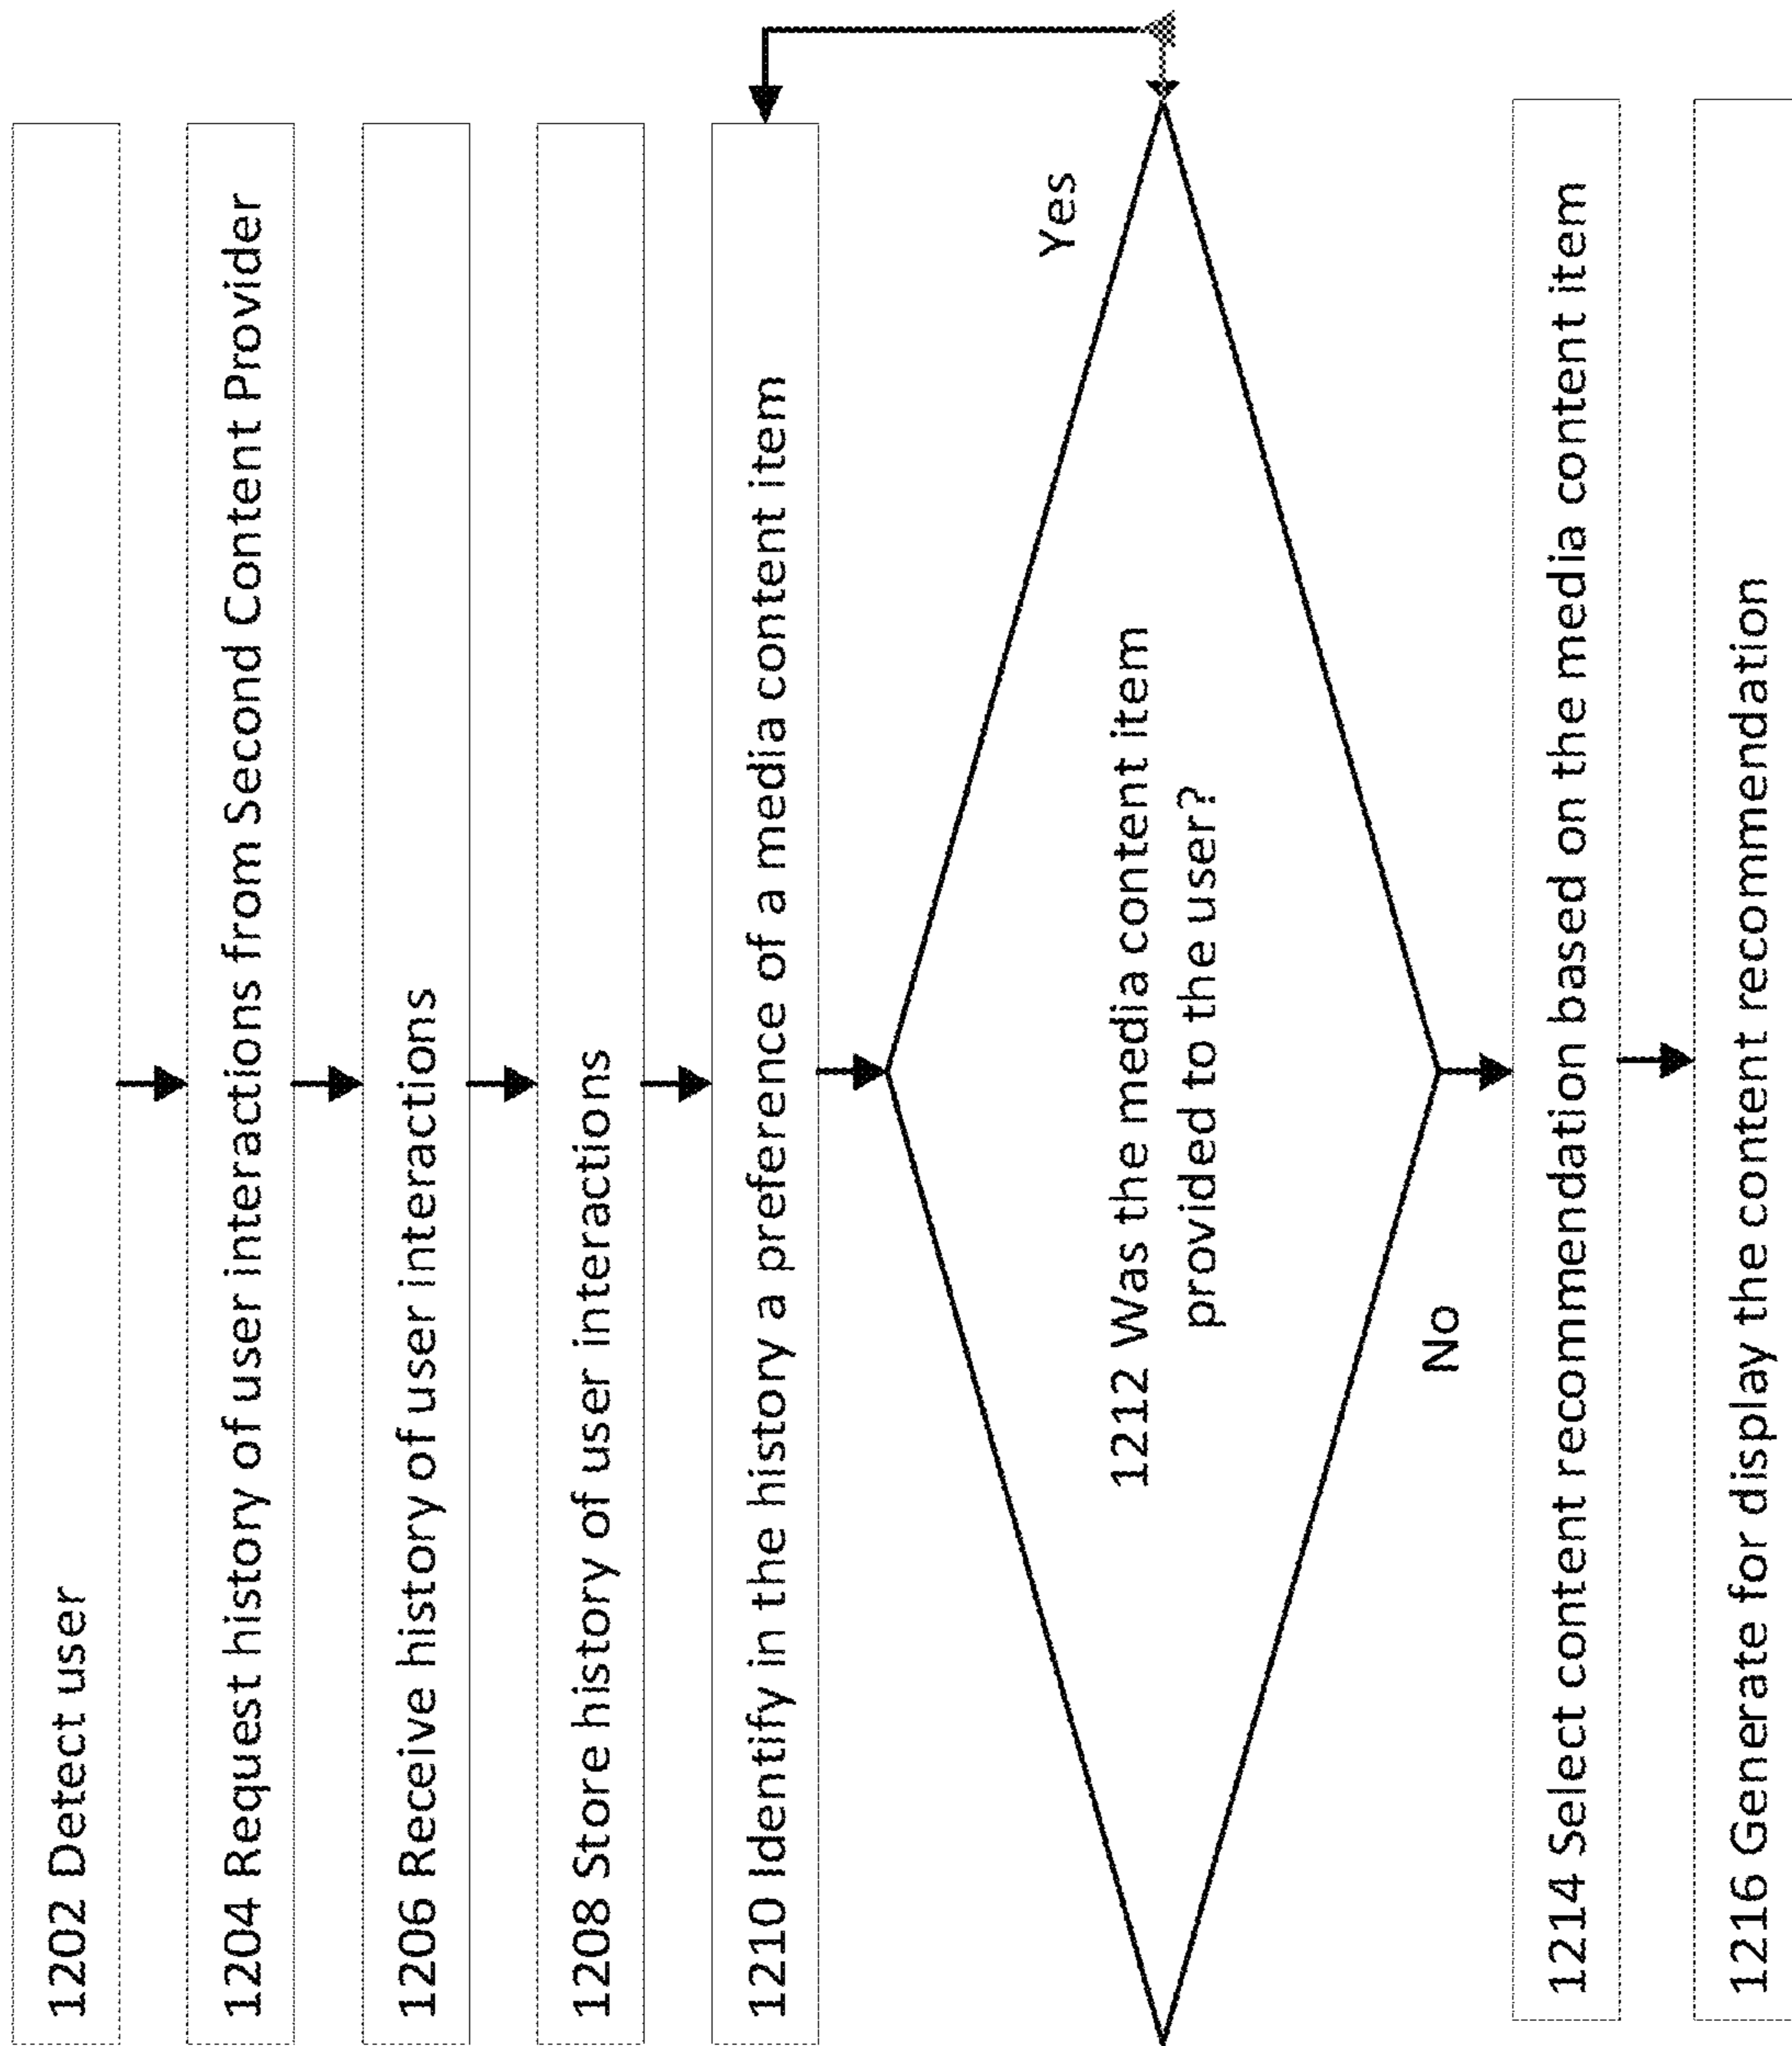 1202 Detect user
1204 Request history of user interactions from Second Content Provider
1206 Receive history of user interactions
1208 Store history of user interactions
1210 Identify in the history a preference of a media content item
1212 Was the media content item
provided to the user?
Yes
No
1214 Select content recommendation based on the media content item
1216 Generate for display the content recommendation